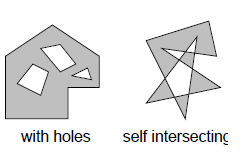 with holes
self intersecting